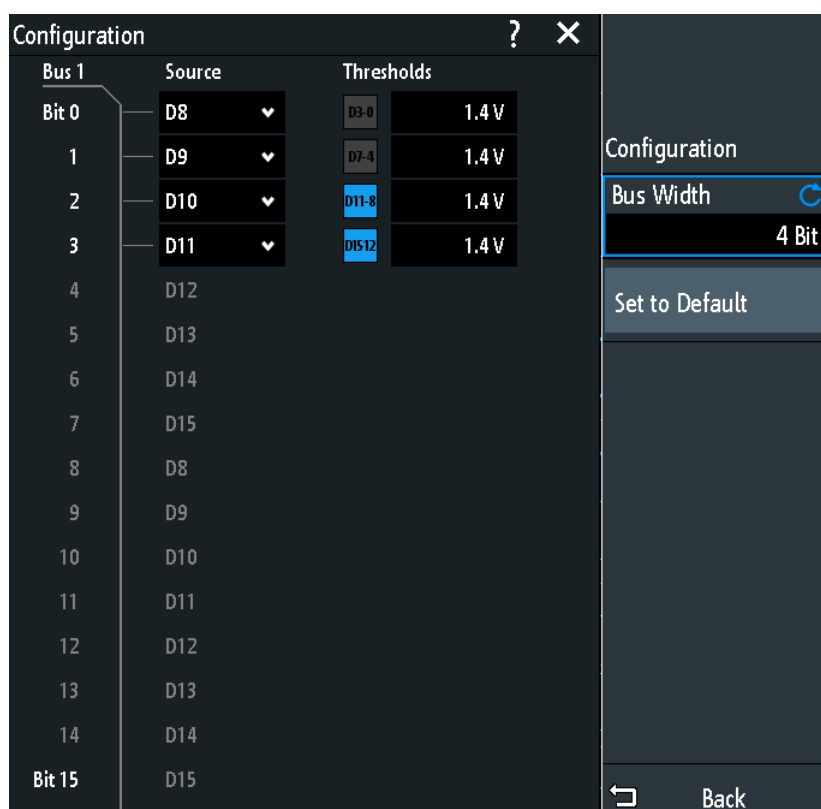 Configuration ?
Bus 1 Source Thresholds
Bit 0 D8 D3-0 1.4 V
1 D9 D7-4 1.4 V
2 D10 D11-8 1.4 V
3 D11 D15-12 1.4 V
4 D12
5 D13
6 D14
7 D15
8 D8
9 D9
10 D10
11 D11
12 D12
13 D13
14 D14
Bit 15 D15
Configuration
Bus Width
4 Bit
Set to Default
Back